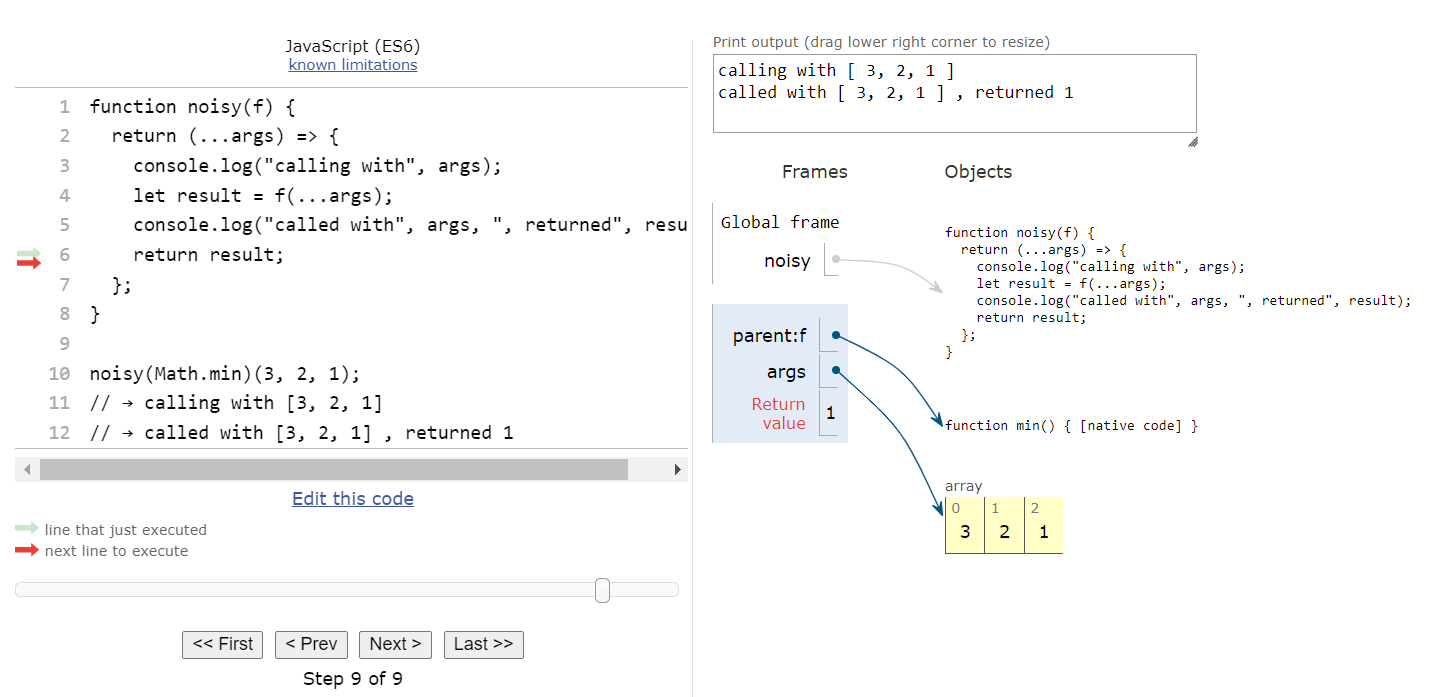 JavaScript (ES6)
known limitations
1 function noisy(f) {
2 return (...args) => {
3 console.log("calling with", args);
4 let result = f(...args);
5 console.log("called with", args, ", returned", resu
6 return result;
7 };
8 }
9
10 noisy(Math.min)(3, 2, 1);
11 // → calling with [3, 2, 1]
12 // → called with [3, 2, 1] , returned 1
Edit this code
line that just executed
next line to execute
<< First < Prev Next > Last >>
Step 9 of 9
Print output (drag lower right corner to resize)
calling with [ 3, 2, 1 ]
called with [ 3, 2, 1 ] , returned 1
Frames Objects
Global frame
noisy
function noisy(f) {
return (...args) => {
console.log("calling with", args);
let result = f(...args);
console.log("called with", args, ", returned", result);
return result;
};
}
parent:f
args
Return
value 1
function min() { [native code] }
array
0 1 2
3 2 1